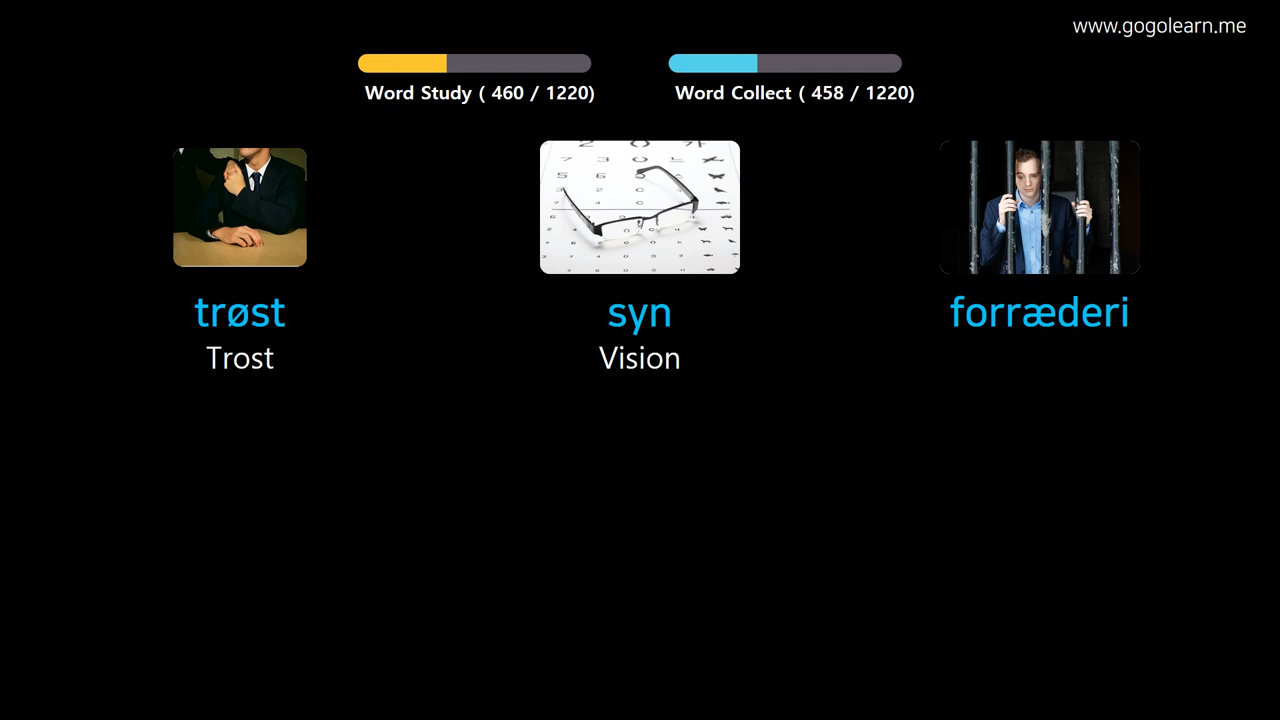 www.gogolearn.me
Word Study ( 460 / 1220)
Word Collect ( 458 / 1220)
trøst
syn
forræderi
Trost
Vision